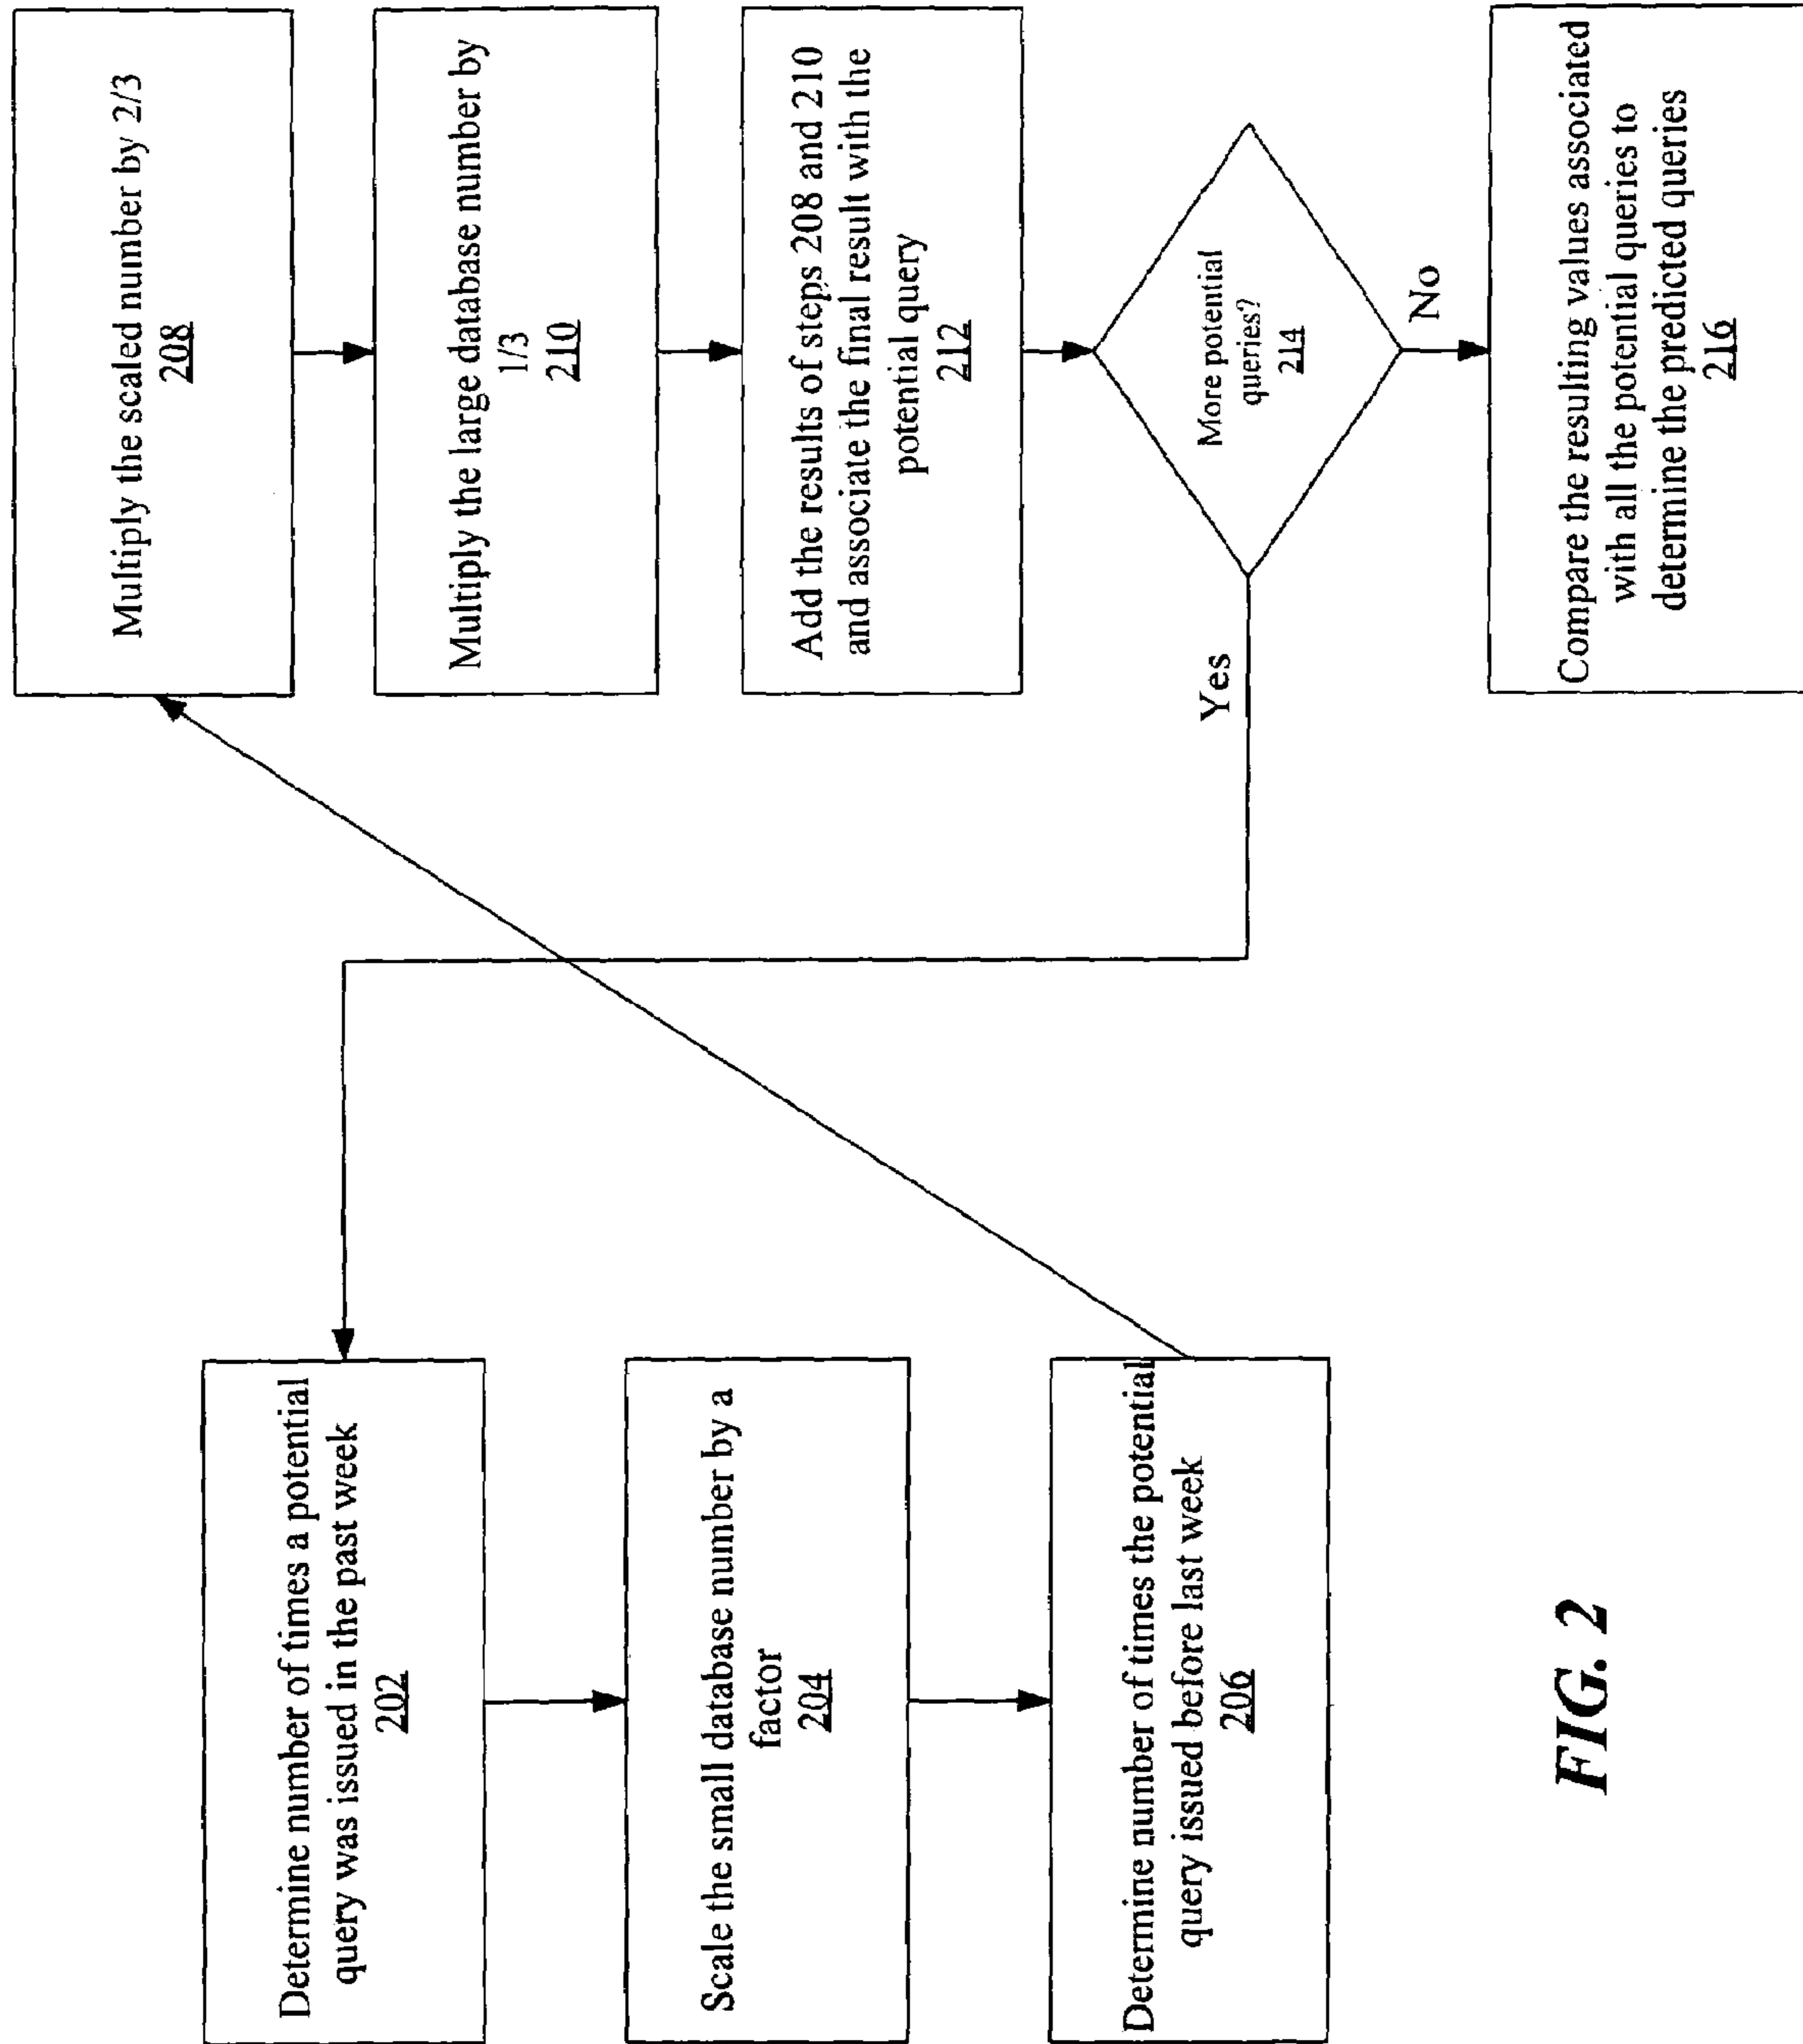 Determine number of times a potential
query was issued in the past week
202
Scale the small database number by a
factor
204
Determine number of times the potential
query issued before last week
206
Multiply the scaled number by 2/3
208
Multiply the large database number by
1/3
210
Add the results of steps 208 and 210
and associate the final result with the
potential query
212
More potential
queries?
214
Yes
No
Compare the resulting values associated
with all the potential queries to
determine the predicted queries
216
FIG. 2